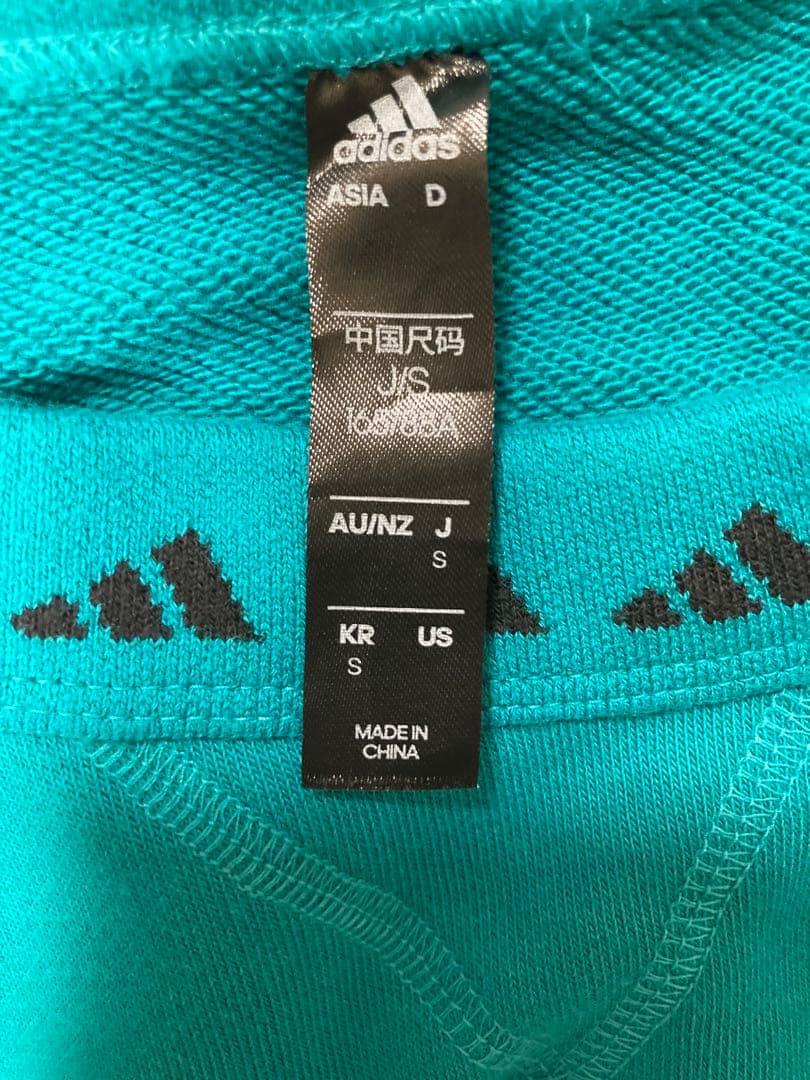 adidas
ASIA D
中国尺码
J/S
AU/NZ J
S
KR US
S
MADE IN
CHINA